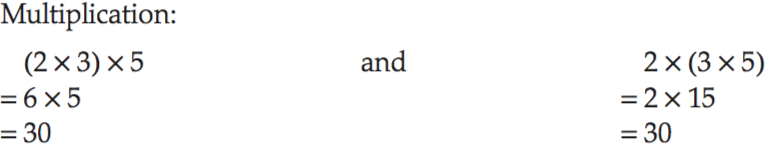 Multiplication:
(2 × 3) × 5 and 2 × (3 × 5)
= 6 × 5 = 2 × 15
= 30 = 30